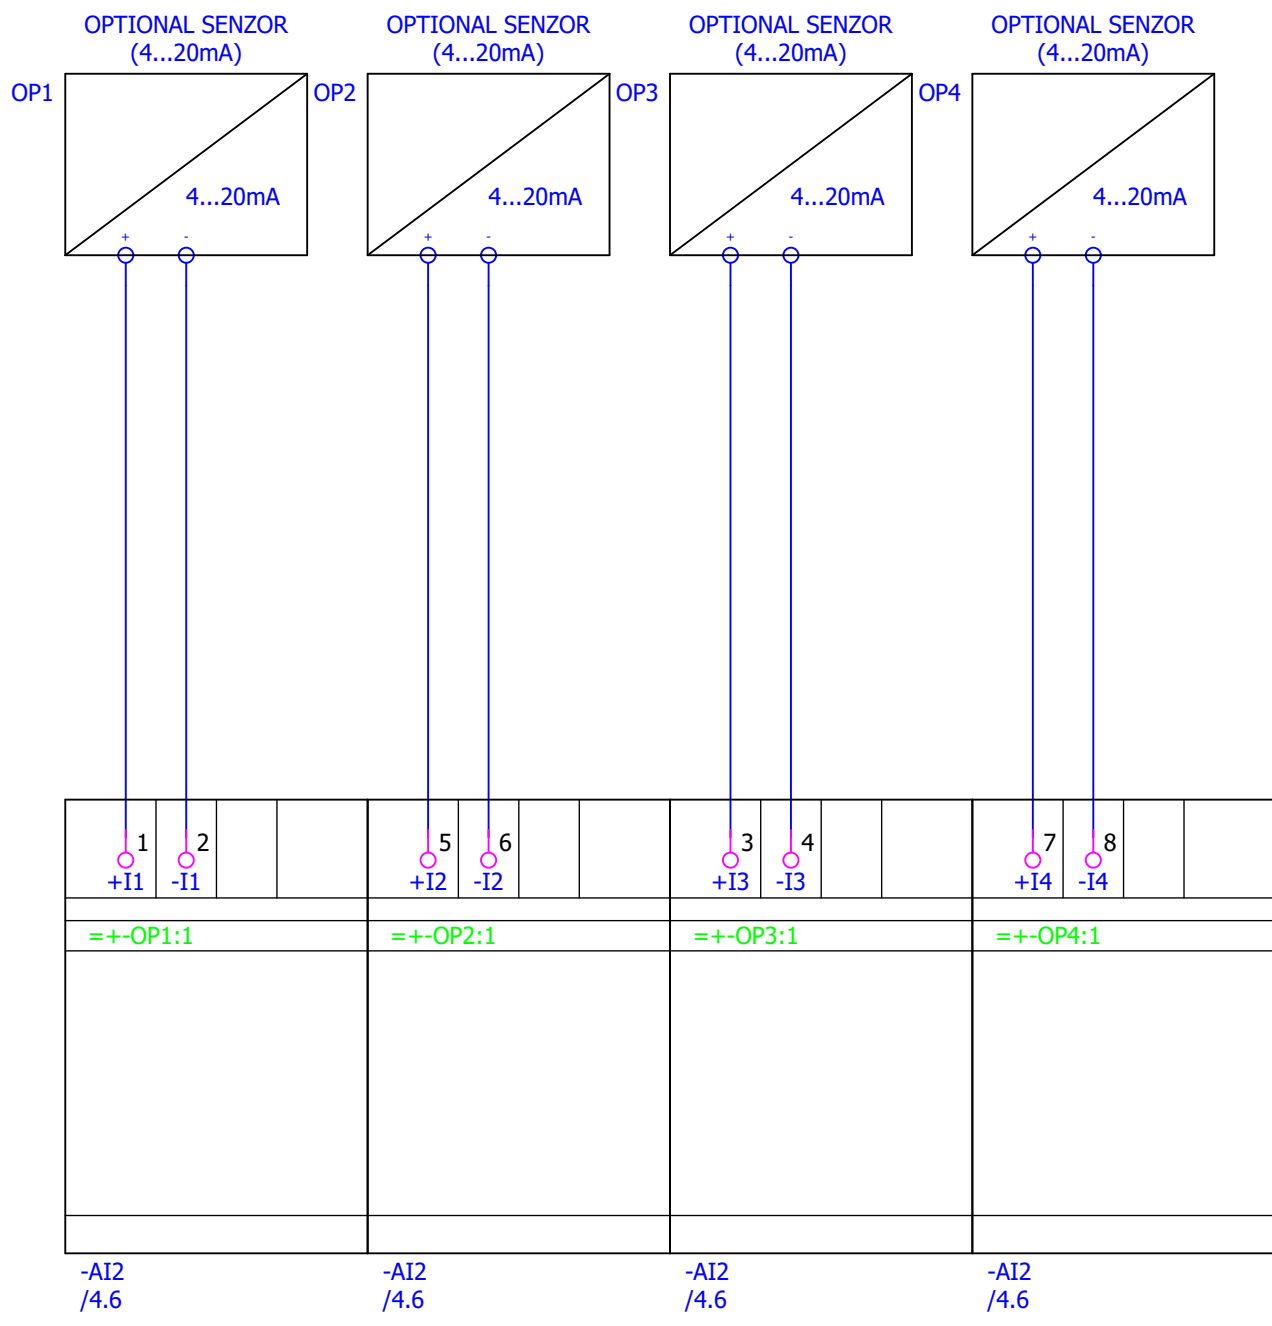 OPTIONAL SENZOR OPTIONAL SENZOR OPTIONAL SENZOR OPTIONAL SENZOR
(4...20mA) (4...20mA) (4...20mA) (4...20mA)
OP1 OP2 OP3 OP4
4...20mA 4...20mA 4...20mA 4...20mA
+ - + - + - + -
1 2 5 6 3 4 7 8
+I1 -I1 +I2 -I2 +I3 -I3 +I4 -I4
=+-OP1:1 =+-OP2:1 =+-OP3:1 =+-OP4:1
-AI2 -AI2 -AI2 -AI2
/4.6 /4.6 /4.6 /4.6